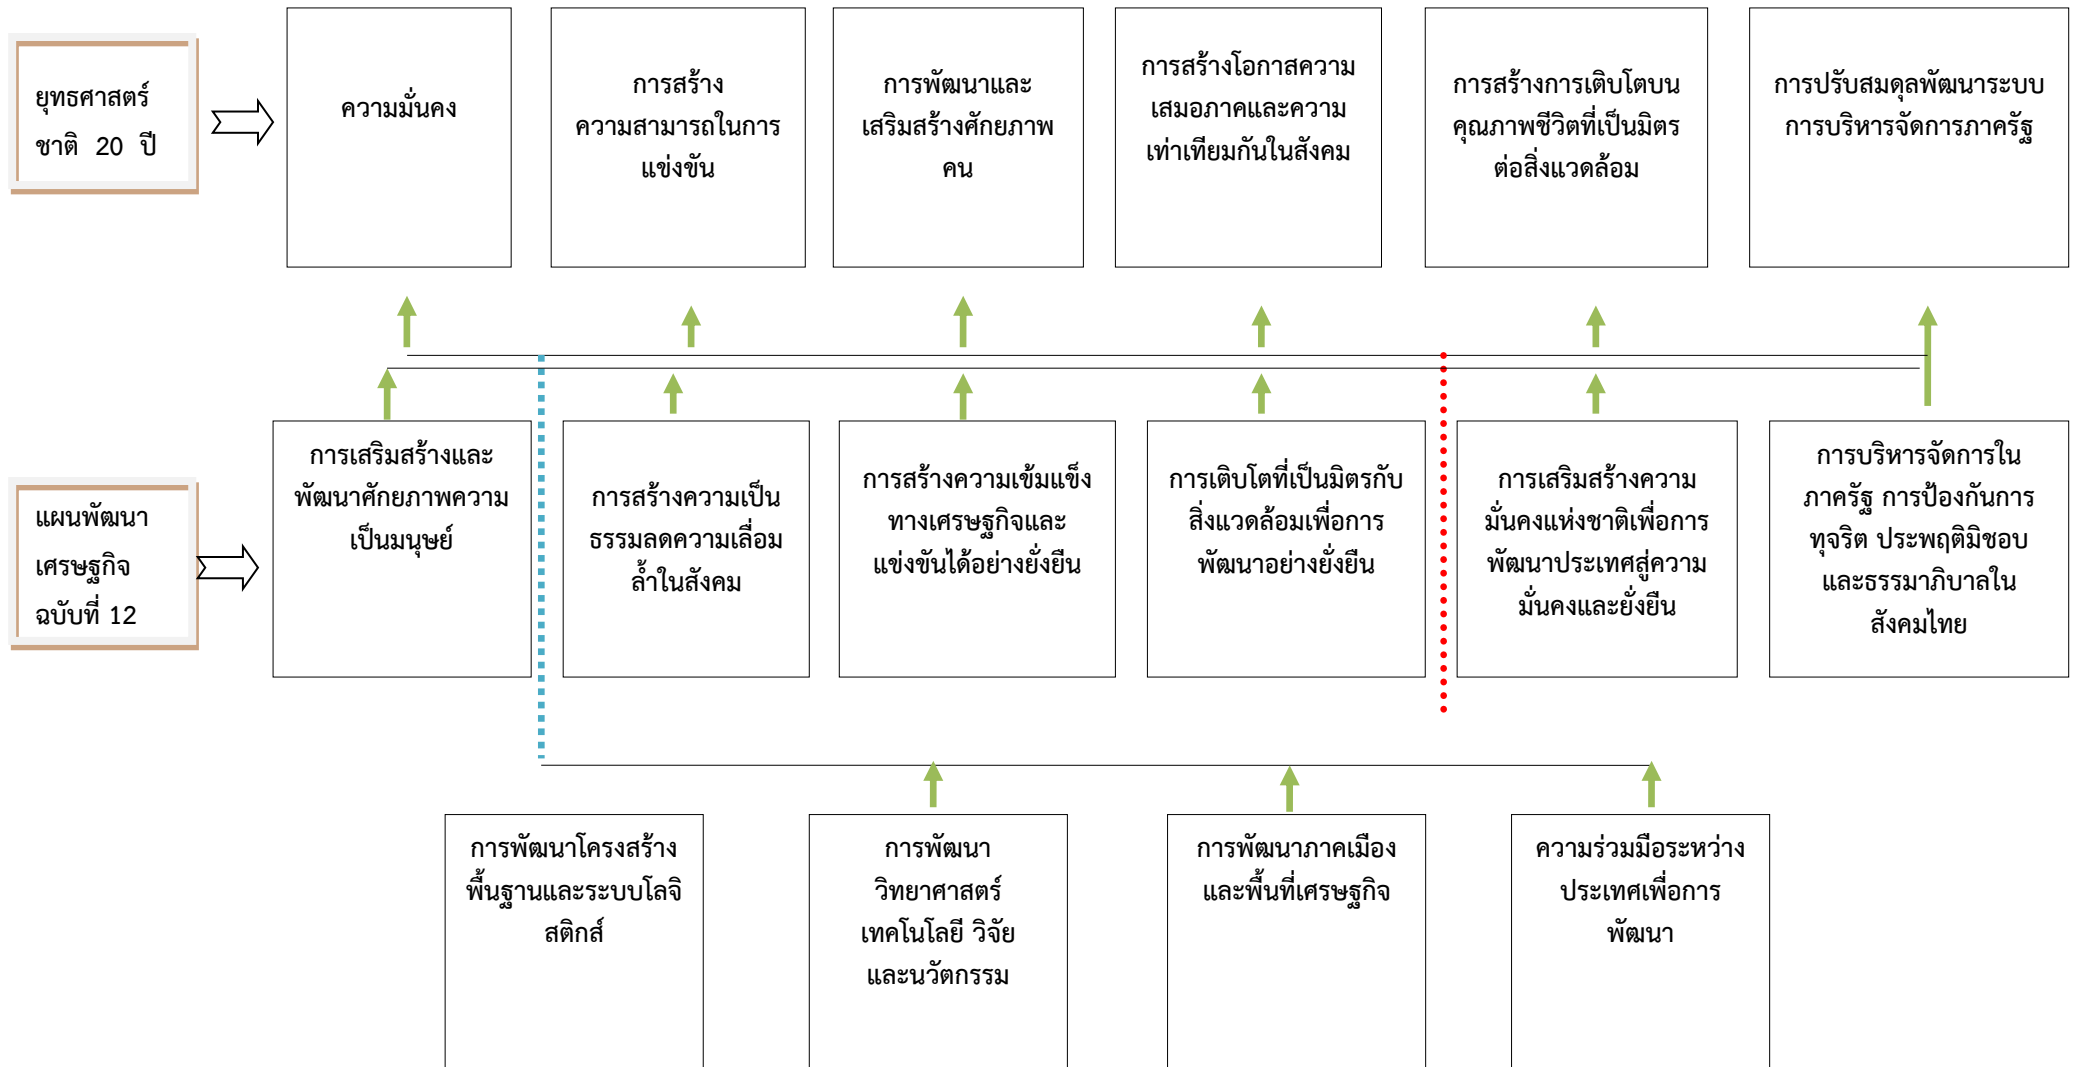 ยุทธศาสตร์
ชาติ 20 ปี
ความมั่นคง
การสร้าง
ความสามารถในการ
แข่งขัน
การพัฒนาและ
เสริมสร้างศักยภาพ
คน
การสร้างโอกาสความ
เสมอภาคและความ
เท่าเทียมกันในสังคม
การสร้างการเติบโตบน
คุณภาพชีวิตที่เป็นมิตร
ต่อสิ่งแวดล้อม
การปรับสมดุลพัฒนาระบบ
การบริหารจัดการภาครัฐ
แผนพัฒนา
เศรษฐกิจ
ฉบับที่ 12
การเสริมสร้างและ
พัฒนาศักยภาพความ
เป็นมนุษย์
การสร้างความเป็น
ธรรมลดความเลื่อม
ล้ำในสังคม
การสร้างความเข้มแข็ง
ทางเศรษฐกิจและ
แข่งขันได้อย่างยั่งยืน
การเติบโตที่เป็นมิตรกับ
สิ่งแวดล้อมเพื่อการ
พัฒนาอย่างยั่งยืน
การเสริมสร้างความ
มั่นคงแห่งชาติเพื่อการ
พัฒนาประเทศสู่ความ
มั่นคงและยั่งยืน
การบริหารจัดการใน
ภาครัฐ การป้องกันการ
ทุจริต ประพฤติมิชอบ
และธรรมาภิบาลใน
สังคมไทย
การพัฒนาโครงสร้าง
พื้นฐานและระบบโลจิ
สติกส์
การพัฒนา
วิทยาศาสตร์
เทคโนโลยี วิจัย
และนวัตกรรม
การพัฒนาภาคเมือง
และพื้นที่เศรษฐกิจ
ความร่วมมือระหว่าง
ประเทศเพื่อการ
พัฒนา